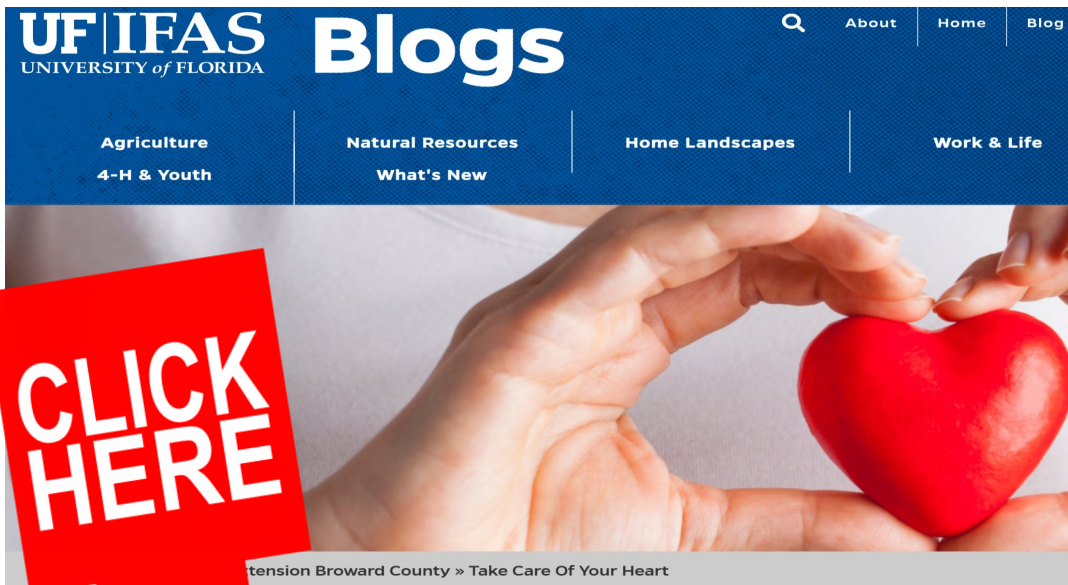 UF|IFAS
UNIVERSITY of FLORIDA
Blogs
About
Home
Blog
Agriculture
Natural Resources
Home Landscapes
Work & Life
4-H & Youth
What's New
CLICK
HERE
Broward County » Take Care Of Your Heart